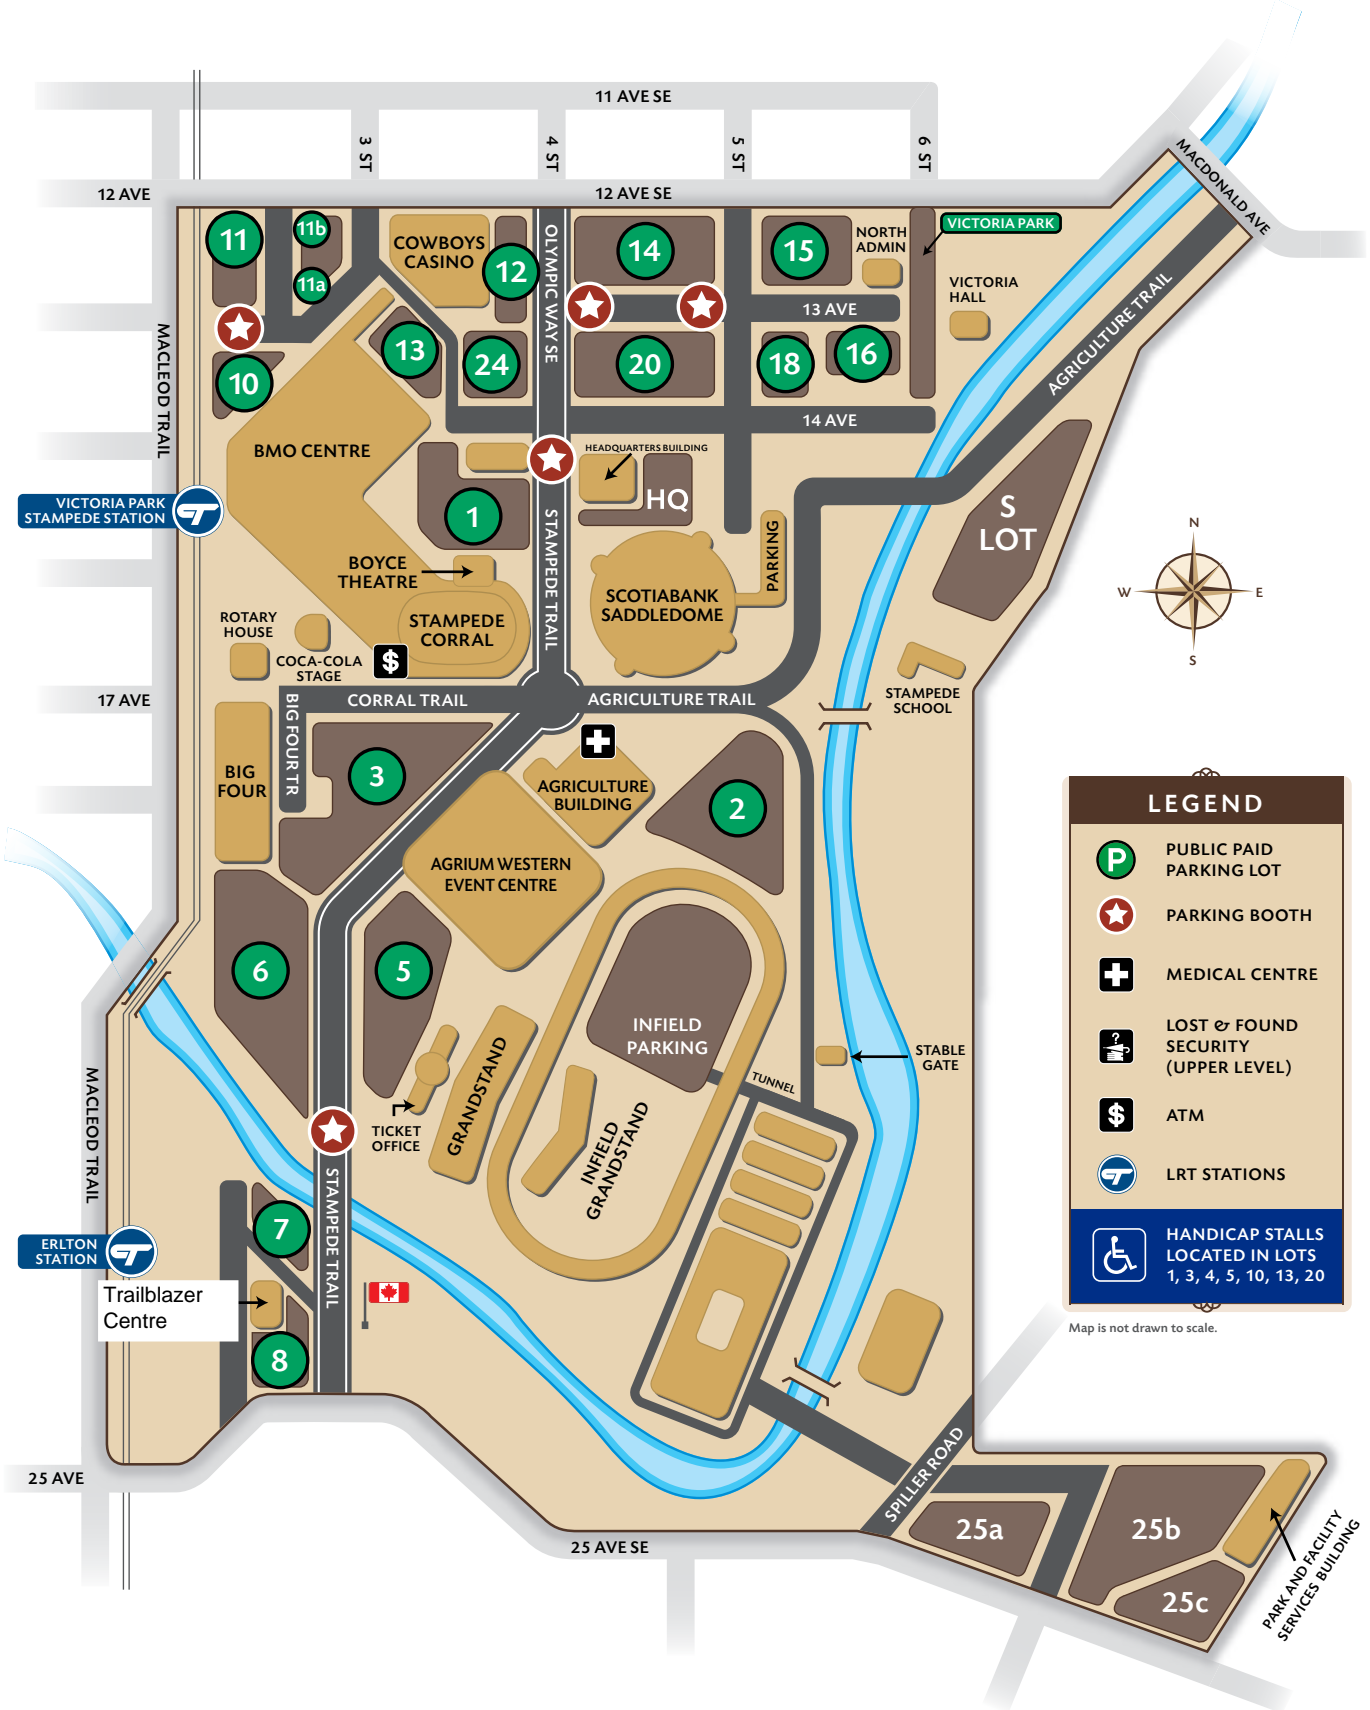 11 AVE SE
3 ST
4 ST
5 ST
6 ST
MACDONALD AVE
12 AVE
12 AVE SE
11
11b
11a
COWBOYS
CASINO
12
OLYMPIC WAY SE
14
15
NORTH
ADMIN
VICTORIA PARK
VICTORIA
HALL
13 AVE
AGRICULTURE TRAIL
MACLEOD TRAIL
10
13
24
20
18
16
14 AVE
BMO CENTRE
HEADQUARTERS BUILDING
HQ
VICTORIA PARK
STAMPEDE STATION
1
STAMPEDE TRAIL
S
LOT
PARKING
BOYCE
THEATRE
SCOTIABANK
SADDLEDOME
STAMPEDE
CORRAL
ROTARY
HOUSE
COCA-COLA
STAGE
$
N
W
E
S
STAMPEDE
SCHOOL
17 AVE
BIG FOUR TR
CORRAL TRAIL
AGRICULTURE TRAIL
BIG
FOUR
3
AGRICULTURE
BUILDING
2
AGRIUM WESTERN
EVENT CENTRE
6
5
INFIELD
PARKING
TUNNEL
STABLE
GATE
GRANDSTAND
TICKET
OFFICE
INFIELD
GRANDSTAND
MACLEOD TRAIL
STAMPEDE TRAIL
7
ERLTON
STATION
Trailblazer
Centre
8
25 AVE
25 AVE SE
SPILLER ROAD
25a
25b
25c
PARK AND FACILITY
SERVICES BUILDING
LEGEND
P
PUBLIC PAID
PARKING LOT
PARKING BOOTH
MEDICAL CENTRE
?
LOST & FOUND
SECURITY
(UPPER LEVEL)
$
ATM
LRT STATIONS
HANDICAP STALLS
LOCATED IN LOTS
1, 3, 4, 5, 10, 13, 20
Map is not drawn to scale.